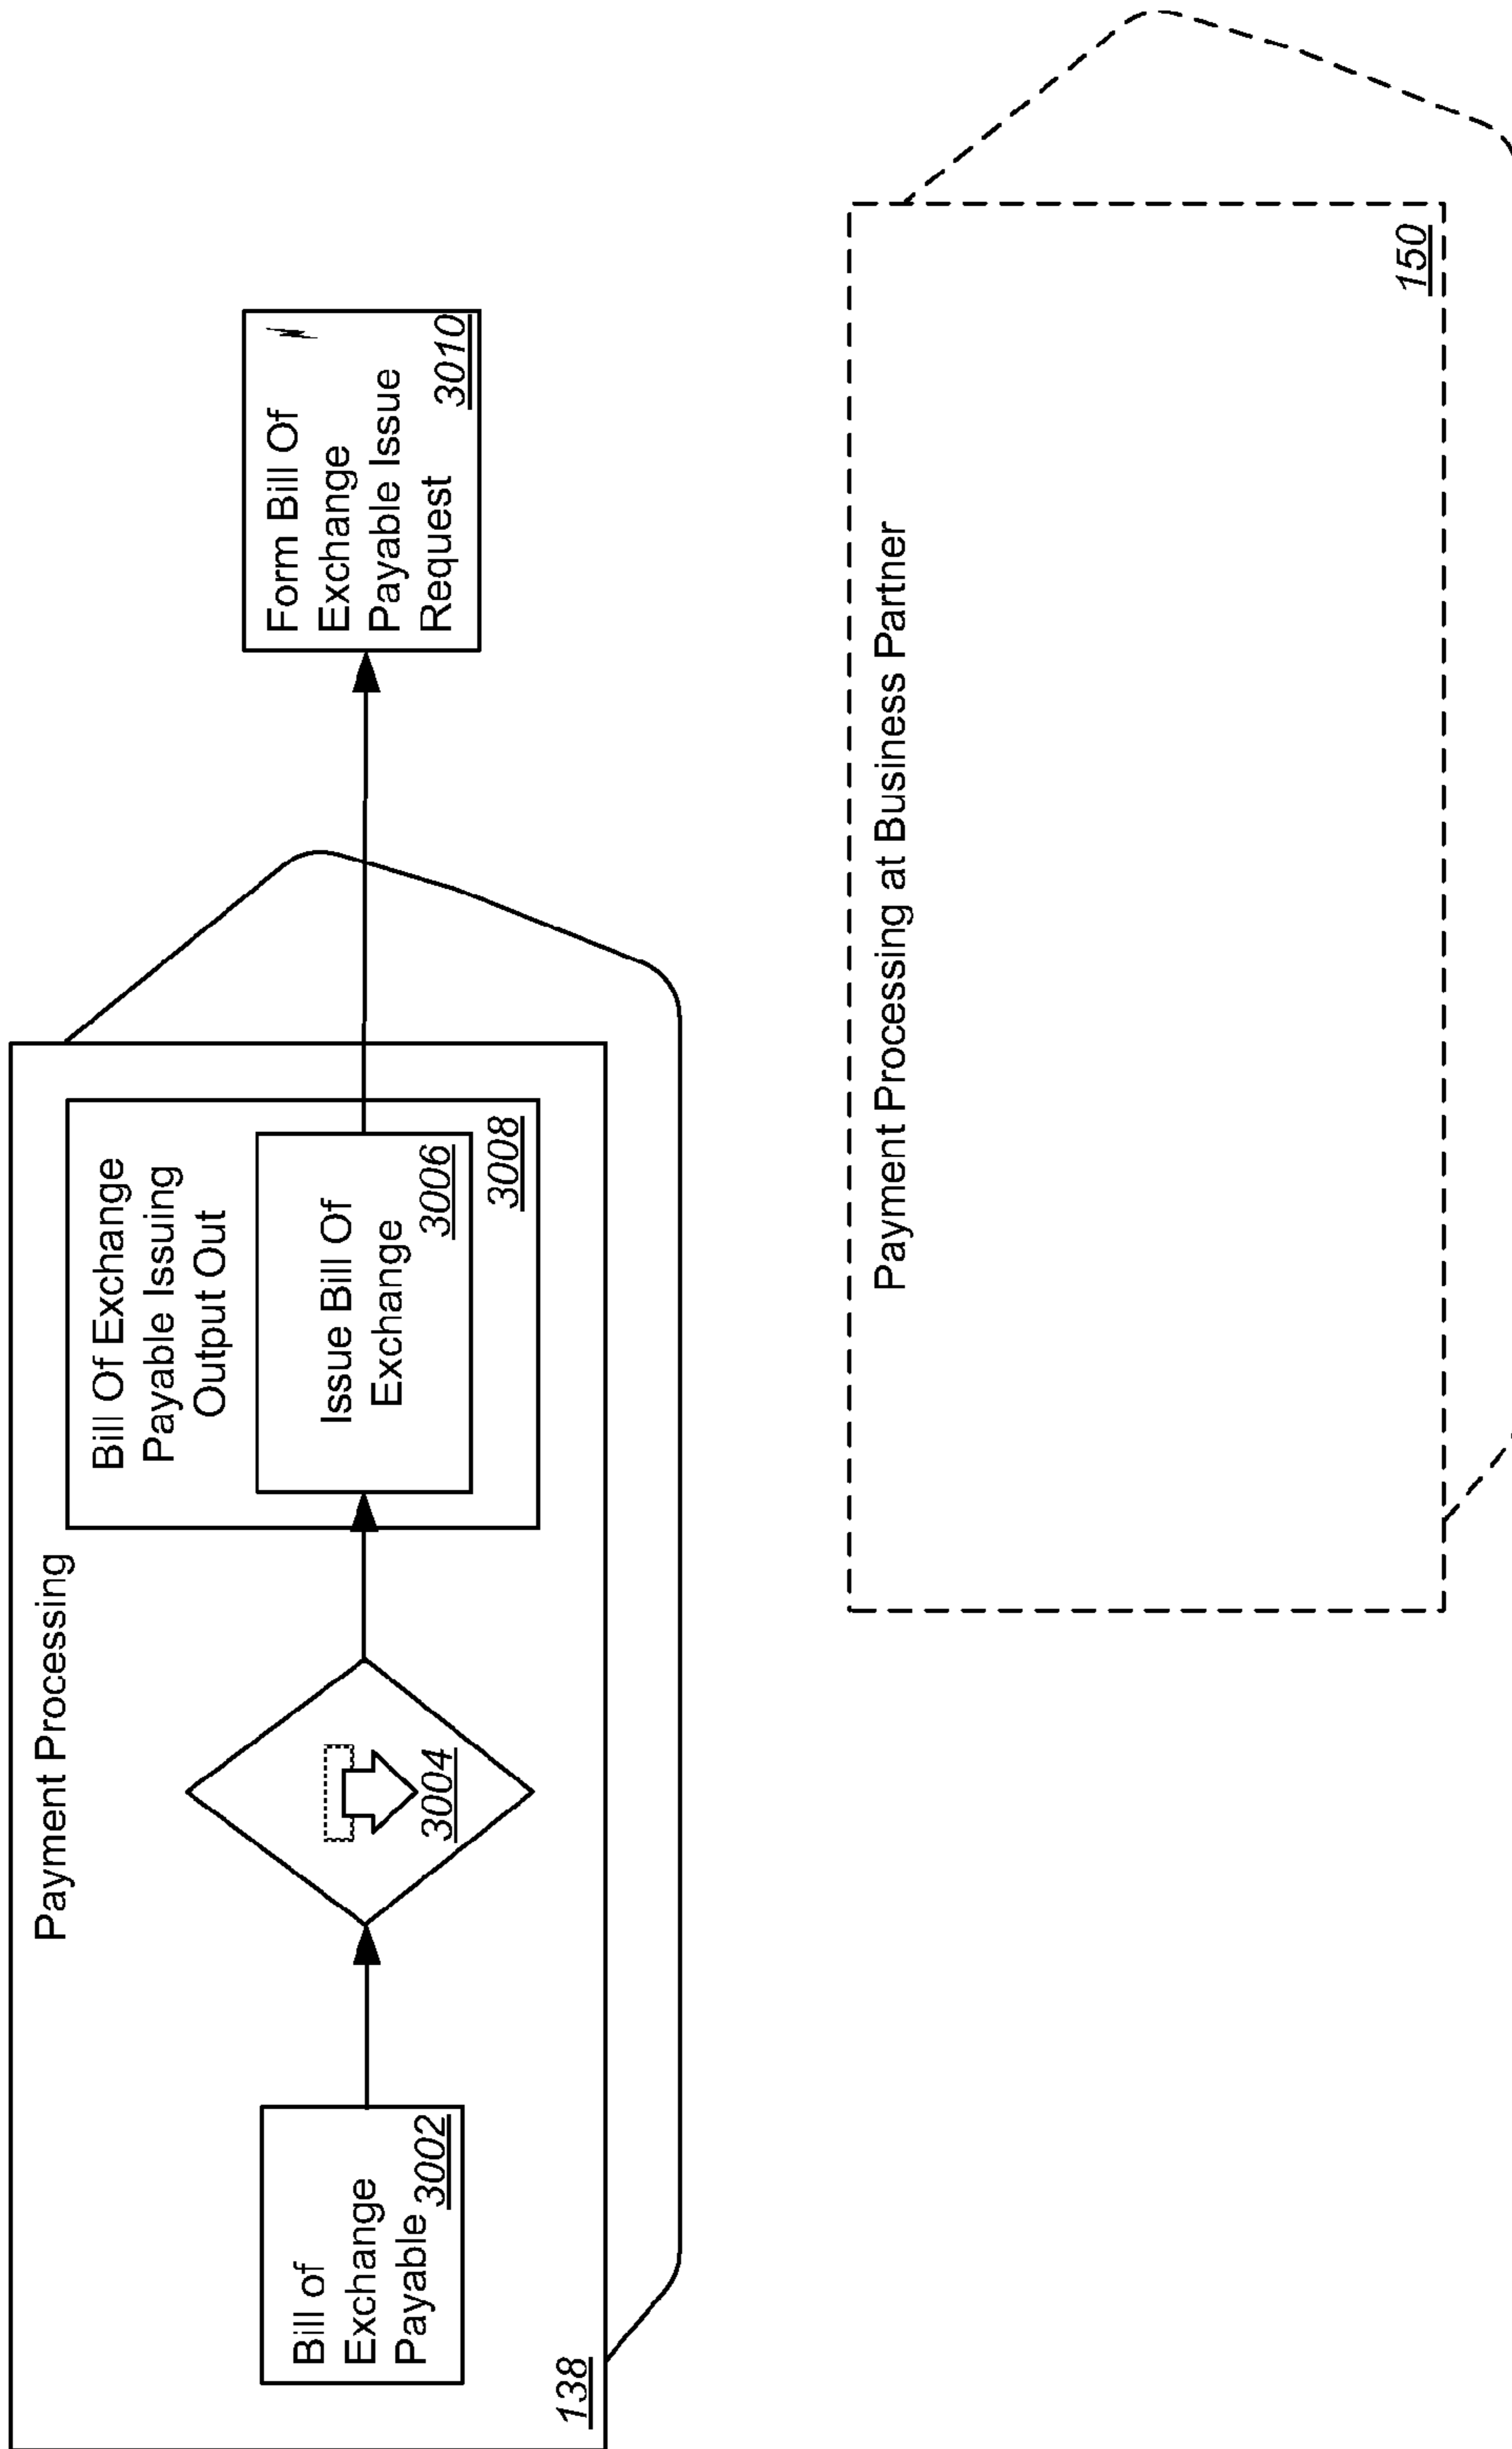 Payment Processing
Bill of
Exchange
Payable
3002
3004
Bill Of Exchange
Payable Issuing
Output Out
Issue Bill Of
Exchange
3006
3008
138
Form Bill Of
Exchange
Payable Issue
Request
3010
Payment Processing at Business Partner
150